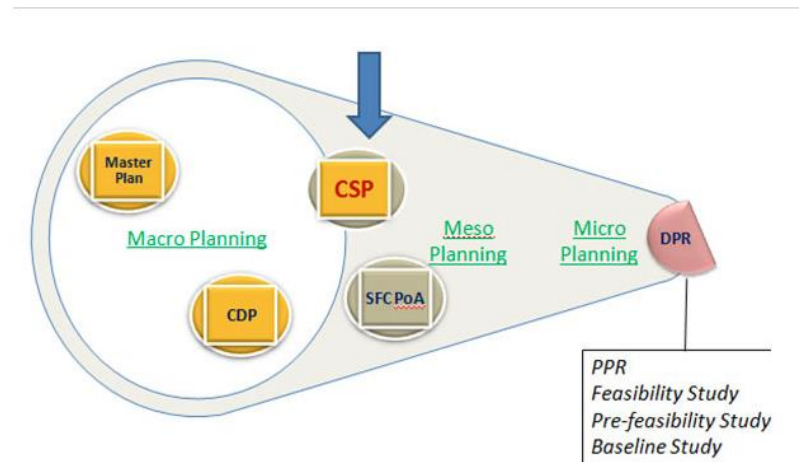 Master
Plan
CSP
Macro Planning
Meso
Planning
Micro
Planning
DPR
CDP
SFC PoA
PPR
Feasibility Study
Pre-feasibility Study
Baseline Study